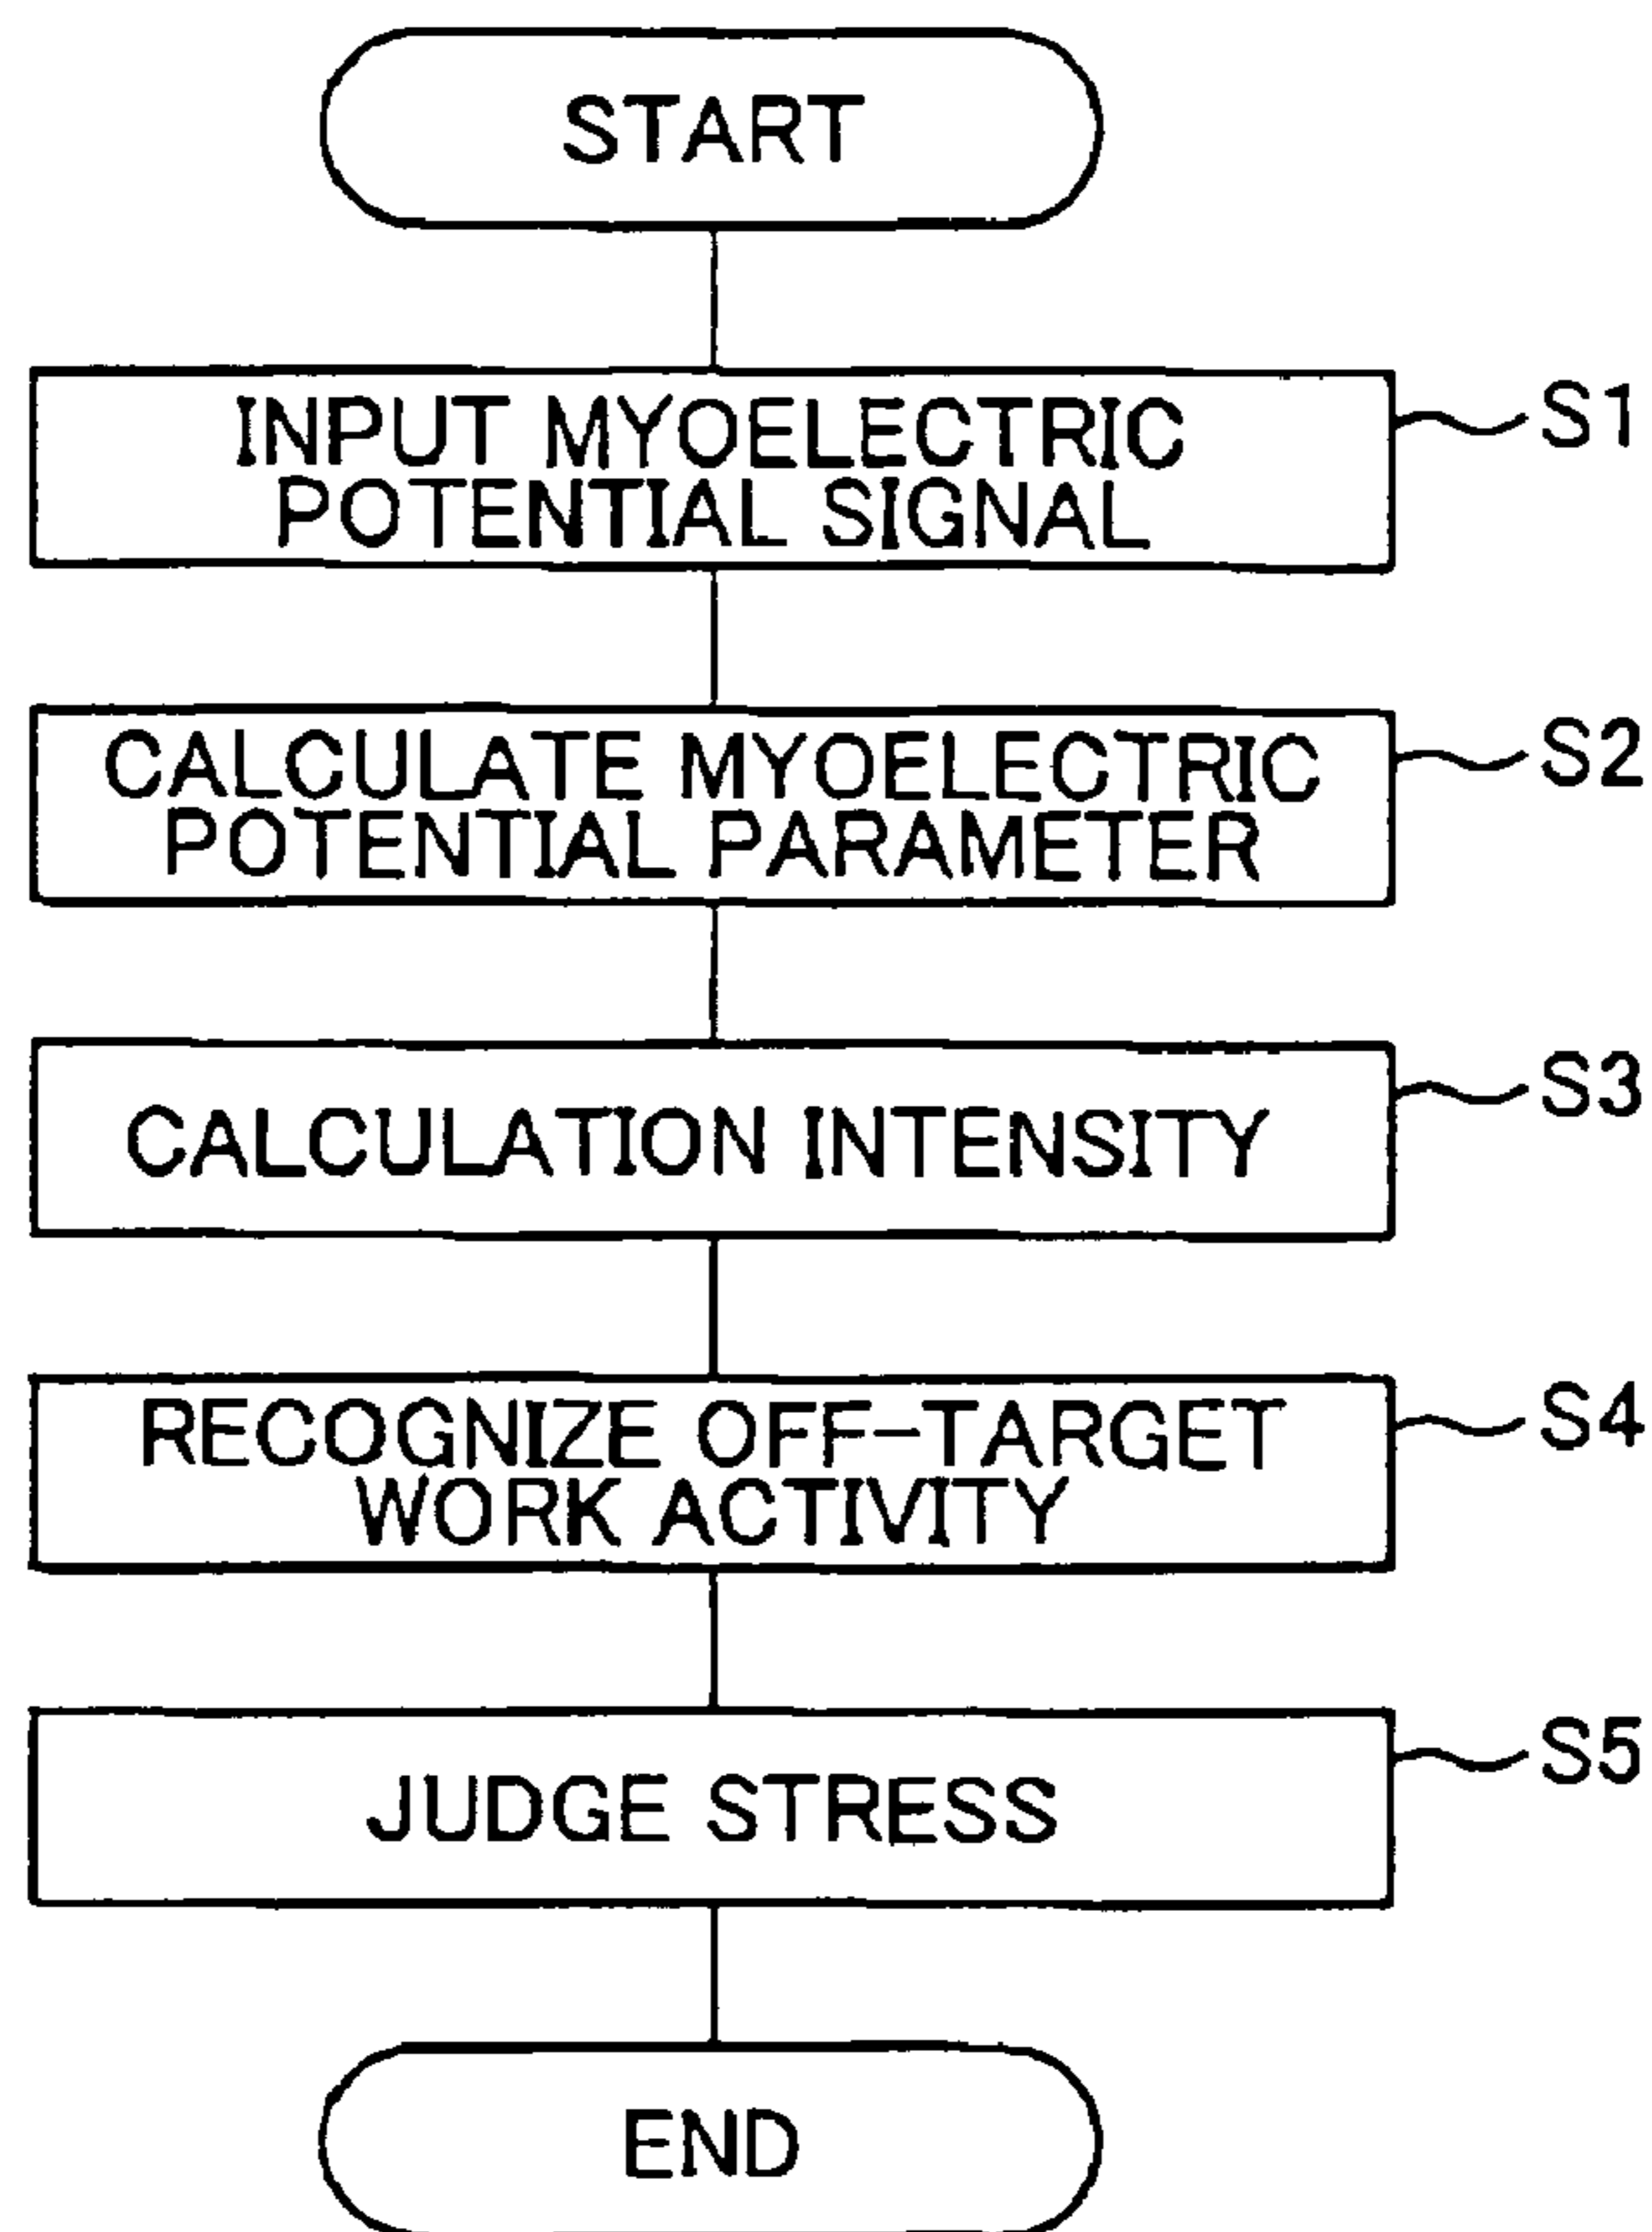 START
INPUT MYOELECTRIC
POTENTIAL SIGNAL
S1
CALCULATE MYOELECTRIC
POTENTIAL PARAMETER
S2
CALCULATION INTENSITY
S3
RECOGNIZE OFF-TARGET
WORK ACTIVITY
S4
JUDGE STRESS
S5
END